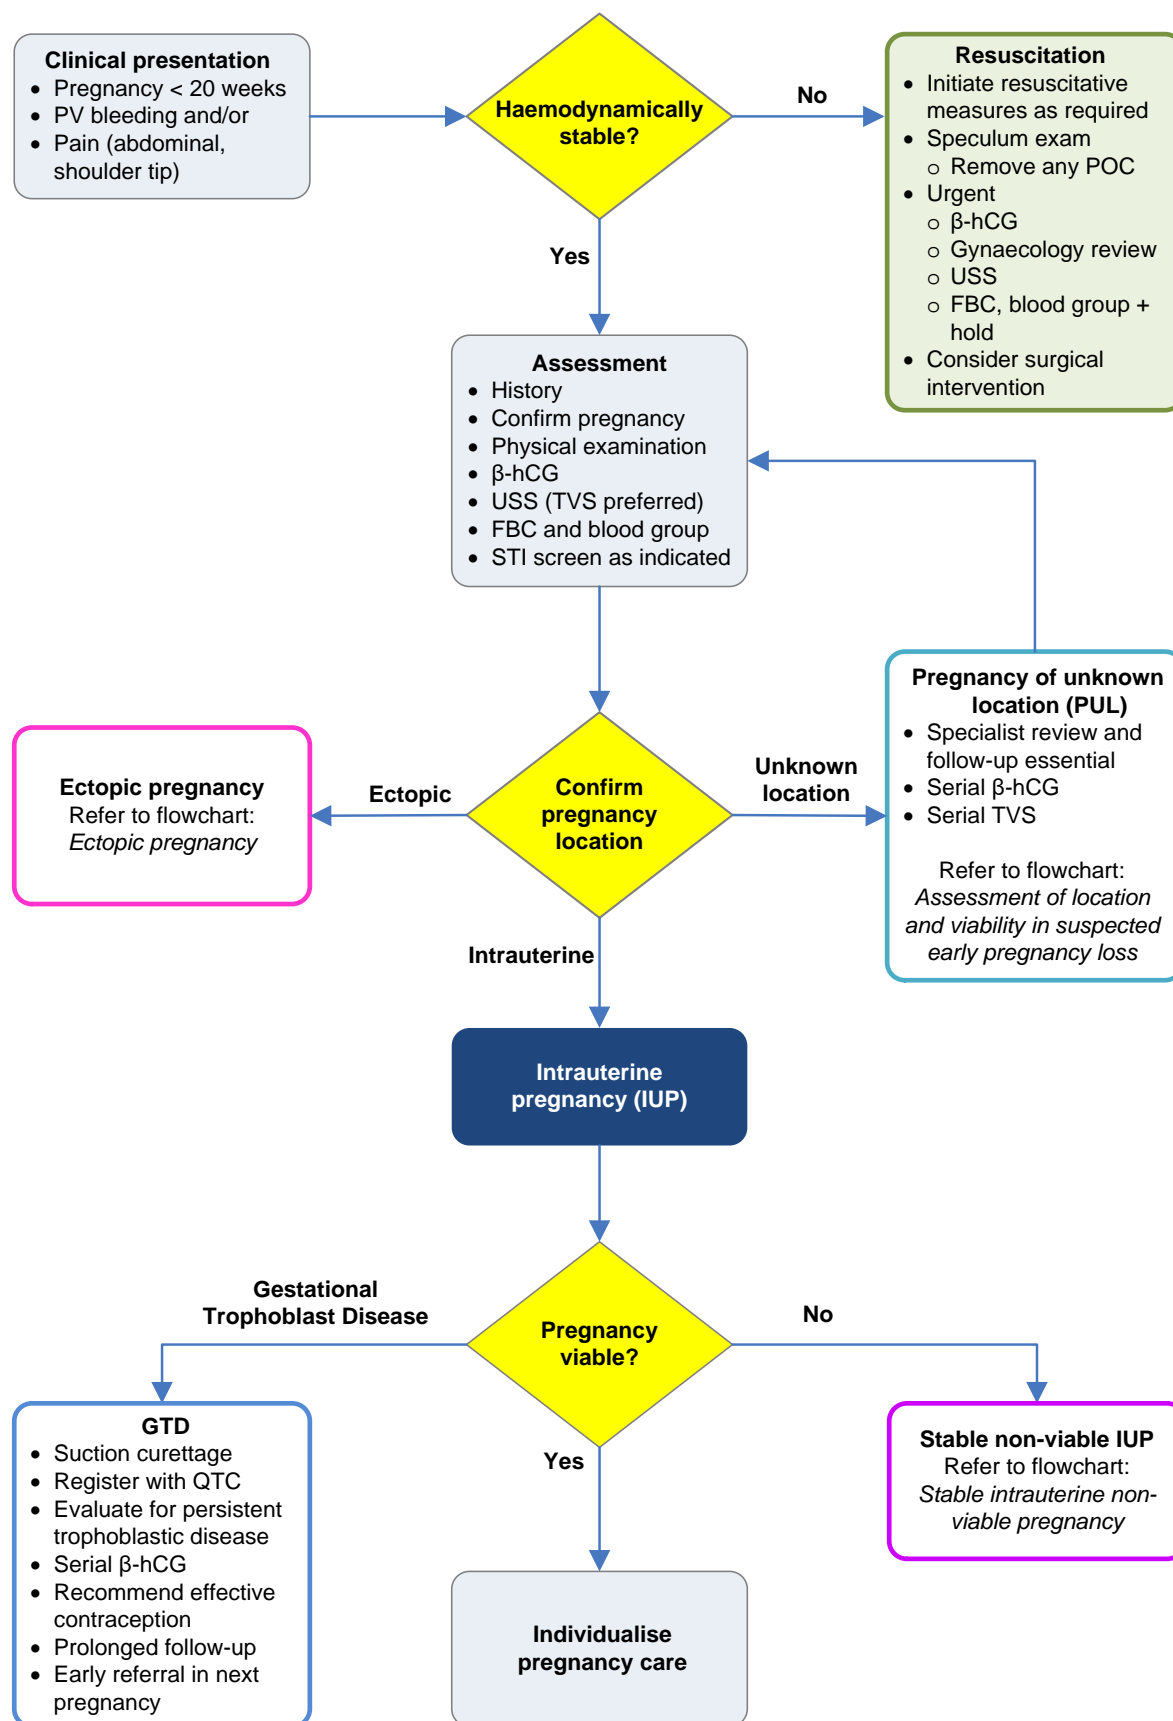 Clinical presentation
• Pregnancy < 20 weeks
• PV bleeding and/or
• Pain (abdominal,
shoulder tip)
Haemodynamically
stable?
No
Resuscitation
• Initiate resuscitative
measures as required
• Speculum exam
o Remove any POC
• Urgent
o β-hCG
o Gynaecology review
o USS
o FBC, blood group +
hold
• Consider surgical
intervention
Yes
Assessment
• History
• Confirm pregnancy
• Physical examination
• β-hCG
• USS (TVS preferred)
• FBC and blood group
• STI screen as indicated
Ectopic pregnancy
Refer to flowchart:
Ectopic pregnancy
Ectopic
Confirm
pregnancy
location
Unknown
location
Pregnancy of unknown
location (PUL)
• Specialist review and
follow-up essential
• Serial β-hCG
• Serial TVS
Refer to flowchart:
Assessment of location
and viability in suspected
early pregnancy loss
Intrauterine
Intrauterine
pregnancy (IUP)
Gestational
Trophoblast Disease
Pregnancy
viable?
No
GTD
• Suction curettage
• Register with QTC
• Evaluate for persistent
trophoblastic disease
• Serial β-hCG
• Recommend effective
contraception
• Prolonged follow-up
• Early referral in next
pregnancy
Yes
Stable non-viable IUP
Refer to flowchart:
Stable intrauterine non-
viable pregnancy
Individualise
pregnancy care